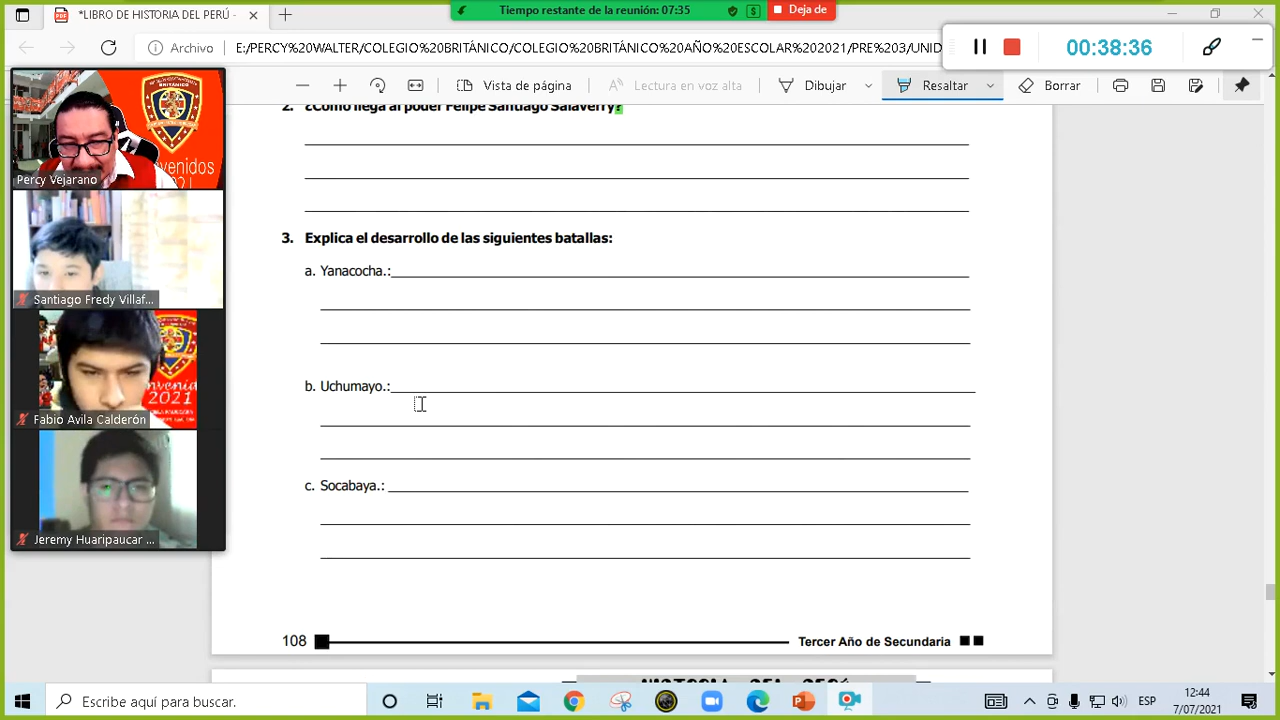 *LIBRO DE HISTORIA DEL PERÚ -
Tiempo restante de la reunión: 07:35
Deja de
Archivo
E:/PERCY%20WALTER/COLEGIO%20BRITÁNICO/COLEGIO%20BRITÁNICO%20AÑO%20ESCOLAR%202021/PRE%203/UNID
00:38:36
Vista de página
Lectura en voz alta
Dibujar
Resaltar
Borrar
2. ¿Cómo llega al poder Felipe Santiago Salaverry?
3. Explica el desarrollo de las siguientes batallas:
a. Yanacocha.:
b. Uchumayo.:
c. Socabaya.:
108
Tercer Año de Secundaria
BRITÁNICO
nvenidos
Percy Vejarano
Santiago Fredy Villaf...
2021
Fabio Avila Calderón
Jeremy Huaripaucar ...
Escribe aquí para buscar.
ESP
12:44
7/07/2021